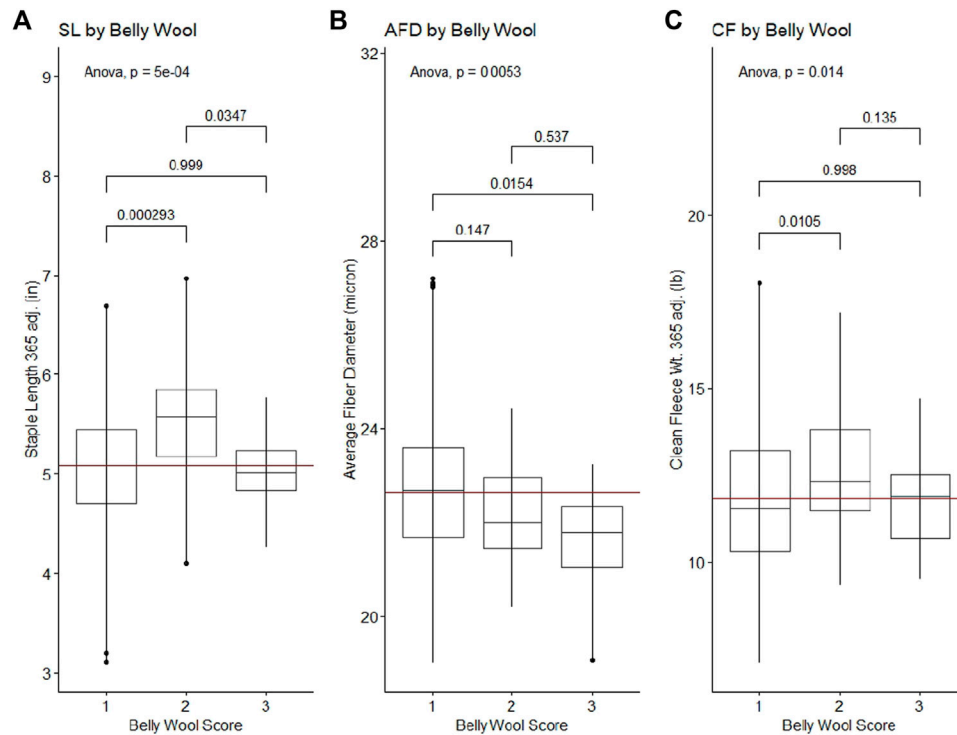 A
SL by Belly Wool
Anova, p = 5e-04
0.0347
0.999
0.000293
9
8
7
6
5
4
3
Staple Length 365 adj. (in)
1 2 3
Belly Wool Score
B
AFD by Belly Wool
Anova, p = 0.0053
0.537
0.0154
0.147
32
28
24
20
Average Fiber Diameter (micron)
1 2 3
Belly Wool Score
C
CF by Belly Wool
Anova, p = 0.014
0.135
0.998
0.0105
20
15
10
Clean Fleece Wt. 365 adj. (lb)
1 2 3
Belly Wool Score